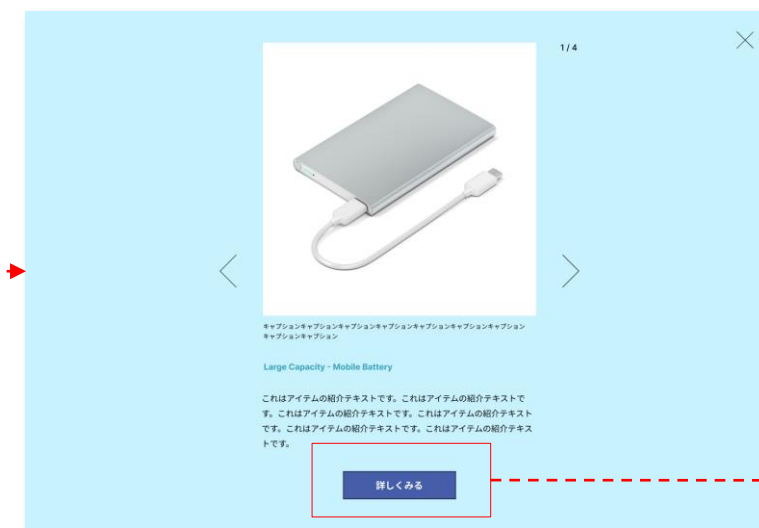 1 / 4
キャプションキャプションキャプションキャプションキャプションキャプションキャプション
キャプションキャプション
Large Capacity - Mobile Battery
これはアイテムの紹介テキストです。これはアイテムの紹介テキストで
す。これはアイテムの紹介テキストです。これはアイテムの紹介テキスト
です。これはアイテムの紹介テキストです。これはアイテムの紹介テキス
トです。
詳しくみる